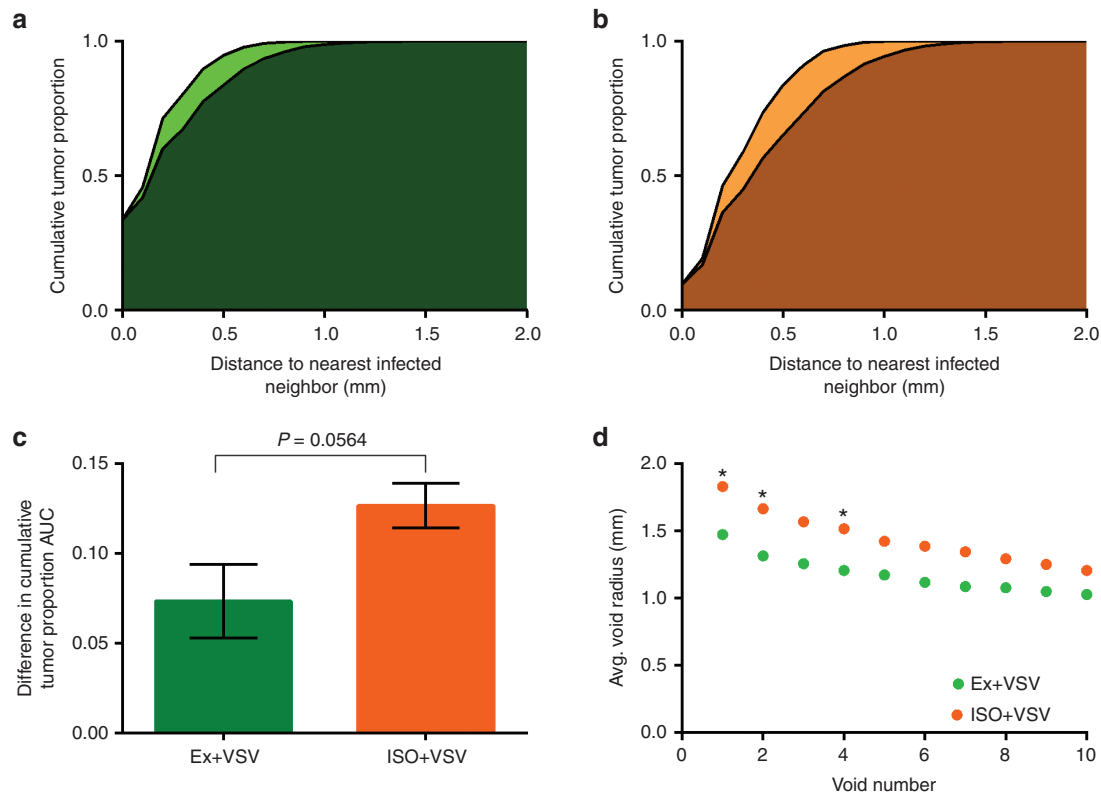 a
1.0
0.5
0.0
Cumulative tumor proportion
0.0
0.5
1.0
1.5
2.0
Distance to nearest infected
neighbor (mm)
b
1.0
0.5
0.0
Cumulative tumor proportion
0.0
0.5
1.0
1.5
2.0
Distance to nearest infected
neighbor (mm)
c
P = 0.0564
0.15
0.10
0.05
0.00
Difference in cumulative
tumor proportion AUC
Ex+VSV
ISO+VSV
d
2.0
1.5
1.0
0.5
0.0
Avg. void radius (mm)
*
*
*
Ex+VSV
ISO+VSV
0
2
4
6
8
10
Void number